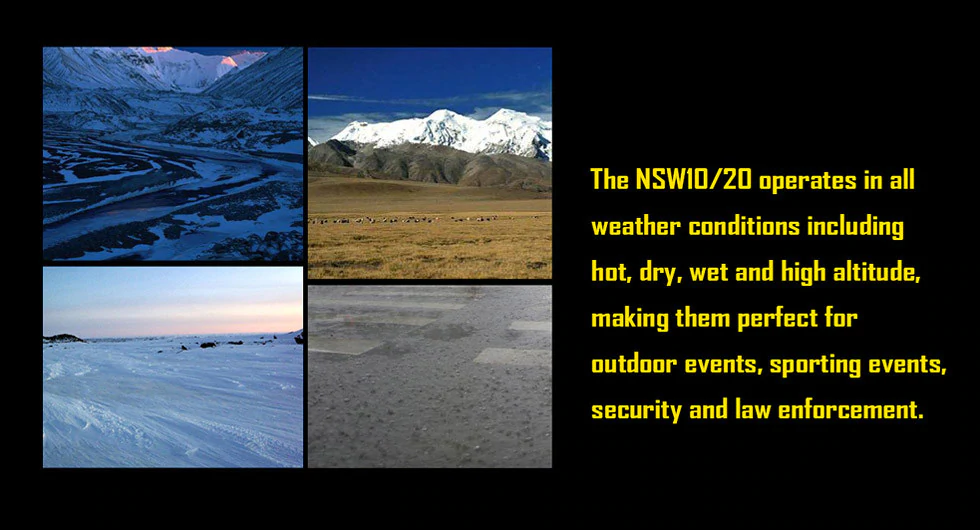 The NSW10/20 operates in all
weather conditions including
hot, dry, wet and high altitude,
making them perfect for
outdoor events, sporting events,
security and law enforcement.